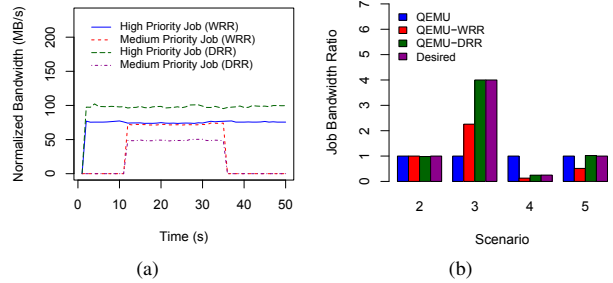 Normalized Bandwidth (MB/s)
0
50
100
150
200
High Priority Job (WRR)
Medium Priority Job (WRR)
High Priority Job (DRR)
Medium Priority Job (DRR)
0 10 20 30 40 50
Time (s)
(a)
Job Bandwidth Ratio
0
1
2
3
4
5
6
7
QEMU
QEMU−WRR
QEMU−DRR
Desired
2 3 4 5
Scenario
(b)